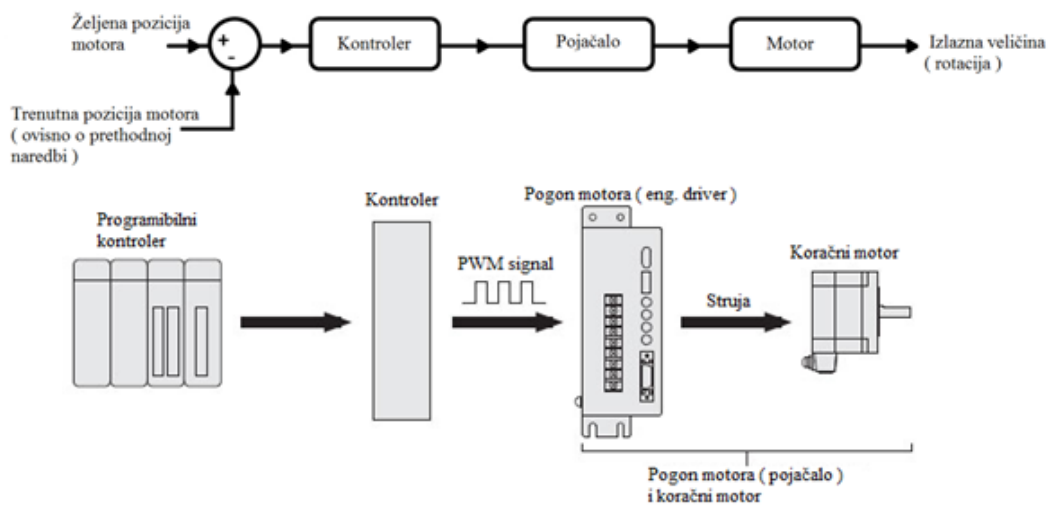 Željena pozicija
motora
+
-
Kontroler
Pojačalo
Motor
Izlazna veličina
( rotacija )
Trenutna pozicija motora
( ovisno o prethodnoj
naredbi )
Programibilni
kontroler
Kontroler
PWM signal
Pogon motora ( eng. driver )
Struja
Koračni motor
Pogon motora ( pojačalo )
i koračni motor